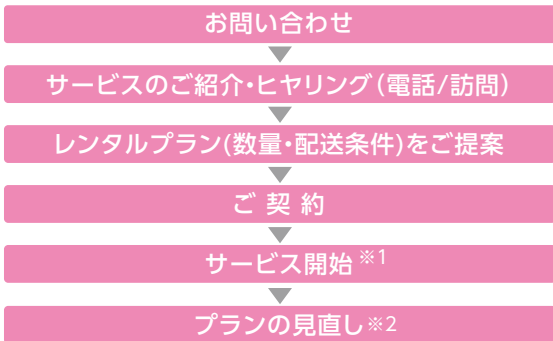 お問い合わせ
サービスのご紹介・ヒヤリング（電話/訪問）
レンタルプラン(数量・配送条件)をご提案
ご 契 約
サービス開始※1
プランの見直し※2